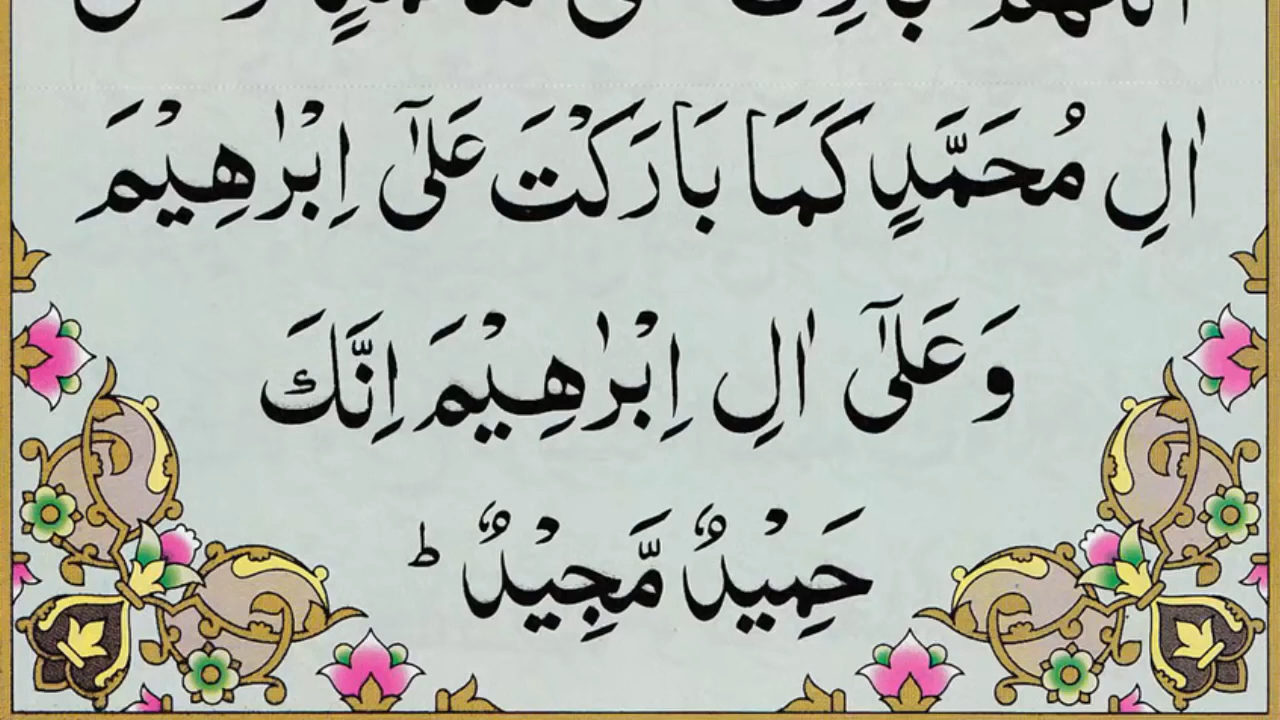 اٰلِ مُحَمَّدٍ كَمَا بَارَكْتَ عَلٰٓى اِبْرٰهِيْمَ
وَعَلٰٓى اٰلِ اِبْرٰهِيْمَ اِنَّكَ
حَمِيْدٌ مَّجِيْدٌ ؕ